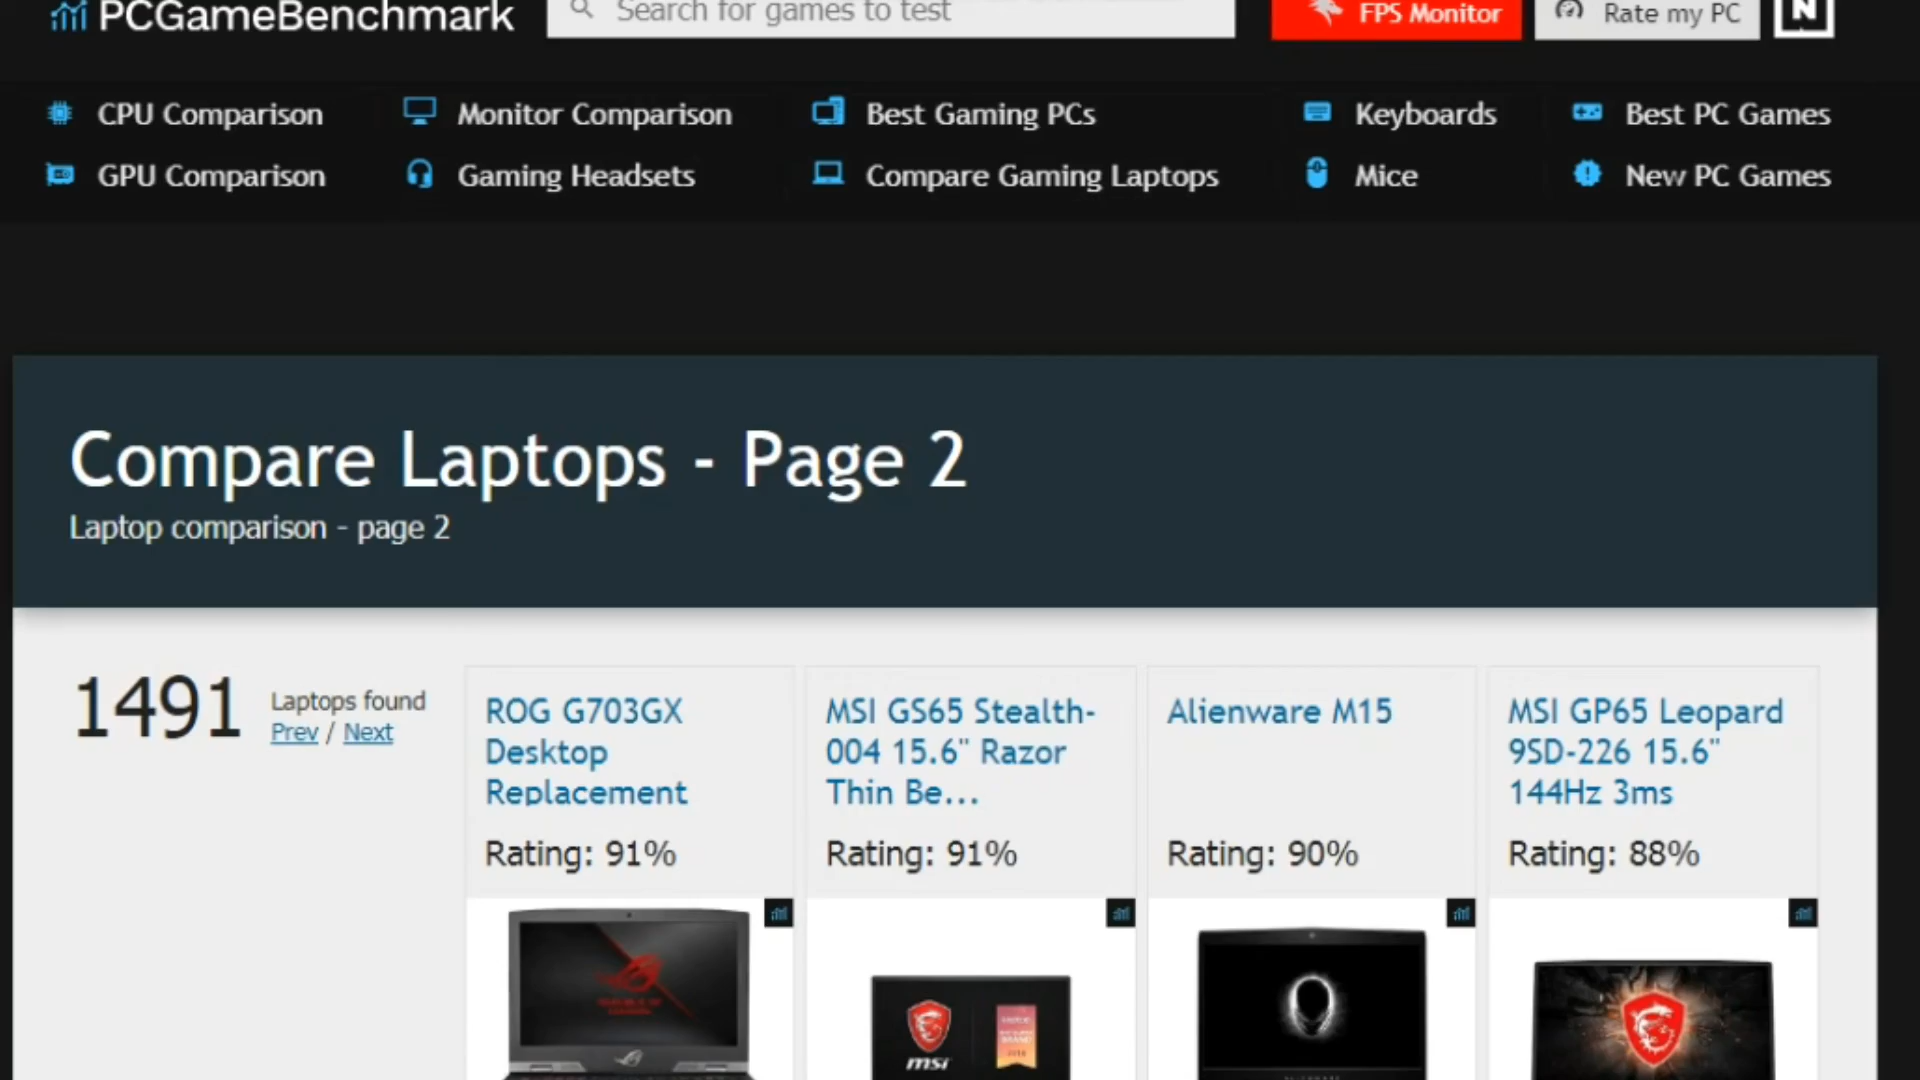 PCGameBenchmark
Search for games to test
FPS Monitor
Rate my PC
N
CPU Comparison
Monitor Comparison
Best Gaming PCs
Keyboards
Best PC Games
GPU Comparison
Gaming Headsets
Compare Gaming Laptops
Mice
New PC Games
Compare Laptops - Page 2
Laptop comparison - page 2
1491
Laptops found
Prev / Next
ROG G703GX
Desktop
Replacement
Rating: 91%
MSI GS65 Stealth-
004 15.6" Razor
Thin Be...
Rating: 91%
Alienware M15
Rating: 90%
MSI GP65 Leopard
9SD-226 15.6"
144Hz 3ms
Rating: 88%
msi